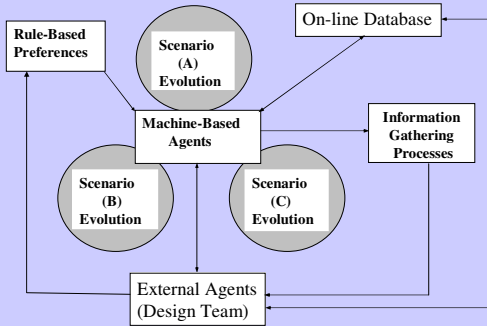 On-line Database
Rule-Based
Preferences
Scenario
(A)
Evolution
Machine-Based
Agents
Information
Gathering
Processes
Scenario
(B)
Evolution
Scenario
(C)
Evolution
External Agents
(Design Team)